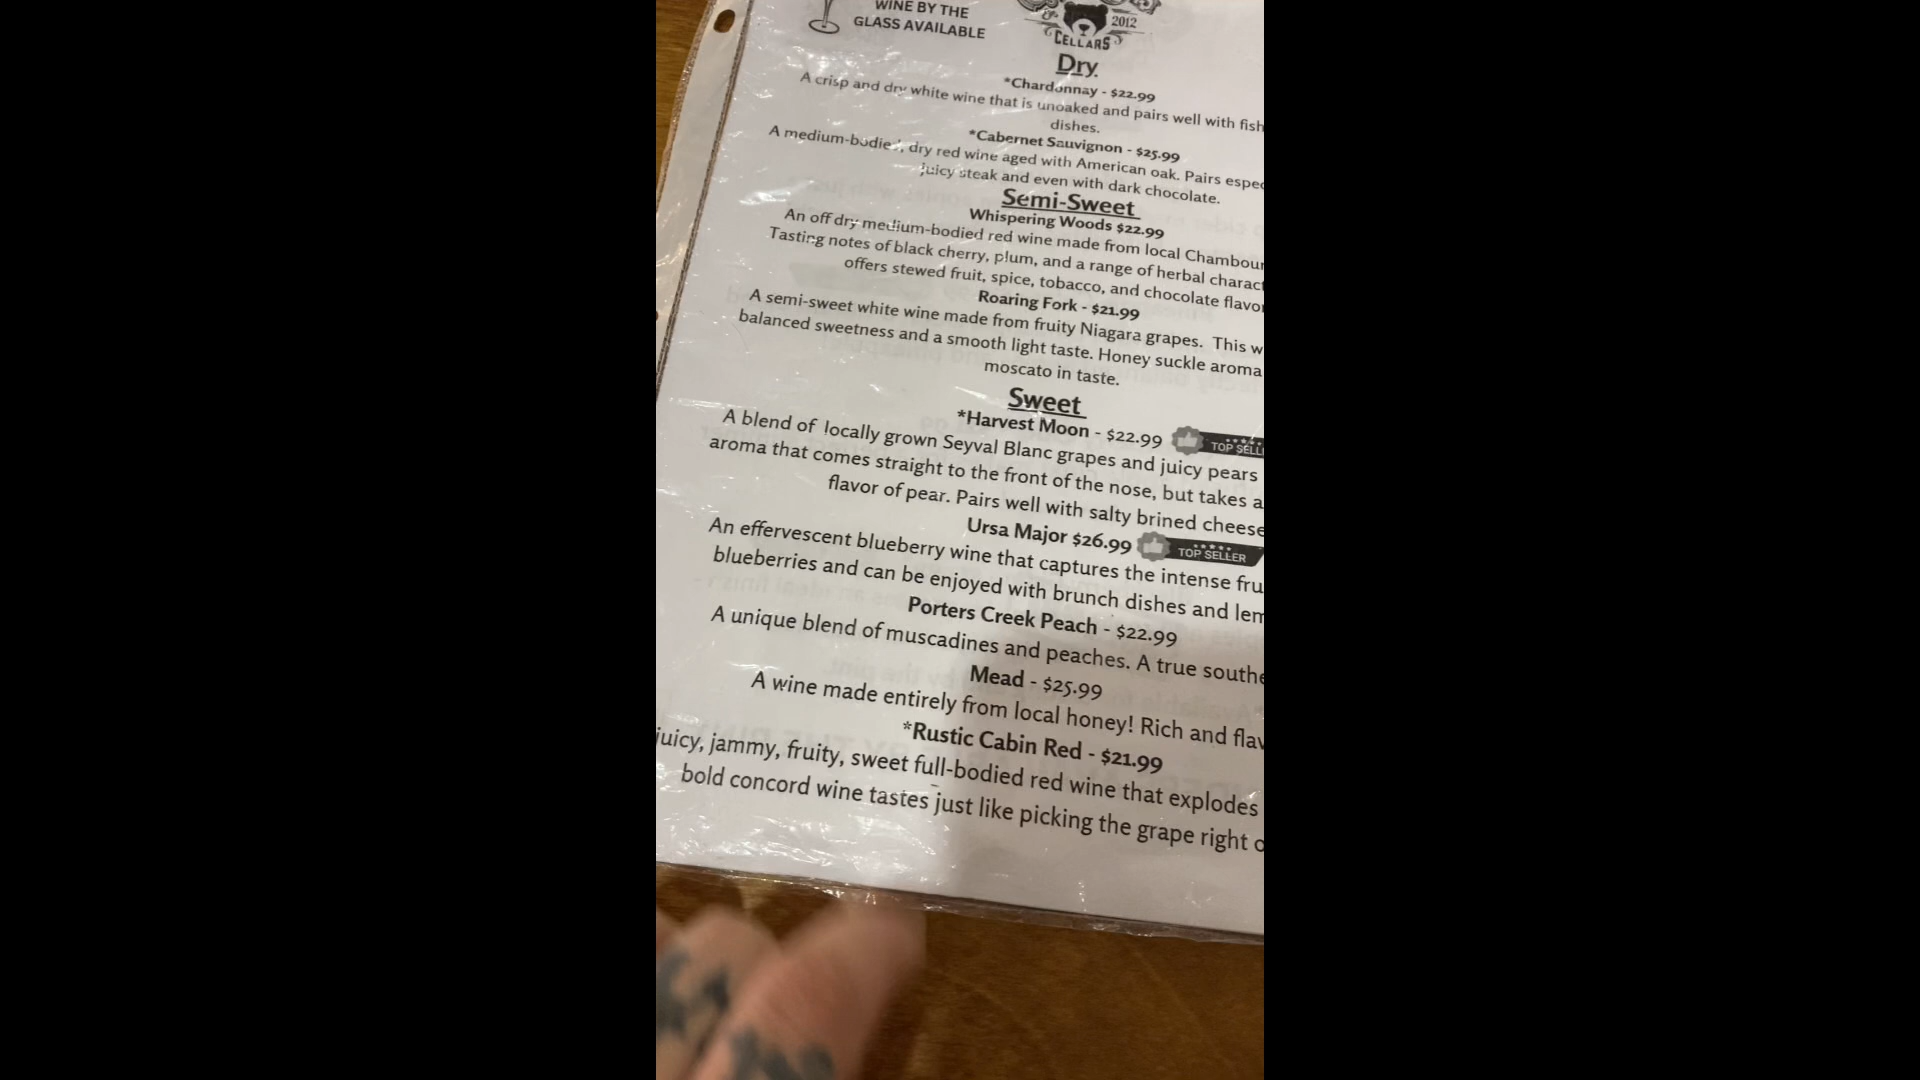 WINE BY THE
GLASS AVAILABLE
2012
CELLARS
Dry
*Chardonnay - $22.99
A crisp and dry white wine that is unoaked and pairs well with fish
dishes.
*Cabernet Sauvignon - $25.99
A medium-bodied, dry red wine aged with American oak. Pairs espec
juicy steak and even with dark chocolate.
Semi-Sweet
Whispering Woods $22.99
An off dry medium-bodied red wine made from local Chambour
Tasting notes of black cherry, plum, and a range of herbal charact
offers stewed fruit, spice, tobacco, and chocolate flavo
Roaring Fork - $21.99
A semi-sweet white wine made from fruity Niagara grapes. This w
balanced sweetness and a smooth light taste. Honey suckle aroma
moscato in taste.
Sweet
*Harvest Moon - $22.99
TOP SELL
A blend of locally grown Seyval Blanc grapes and juicy pears
aroma that comes straight to the front of the nose, but takes a
flavor of pear. Pairs well with salty brined cheese
Ursa Major $26.99
TOP SELLER
An effervescent blueberry wine that captures the intense fru
blueberries and can be enjoyed with brunch dishes and lem
Porters Creek Peach - $22.99
A unique blend of muscadines and peaches. A true southe
Mead - $25.99
A wine made entirely from local honey! Rich and flav
*Rustic Cabin Red - $21.99
juicy, jammy, fruity, sweet full-bodied red wine that explodes
bold concord wine tastes just like picking the grape right o